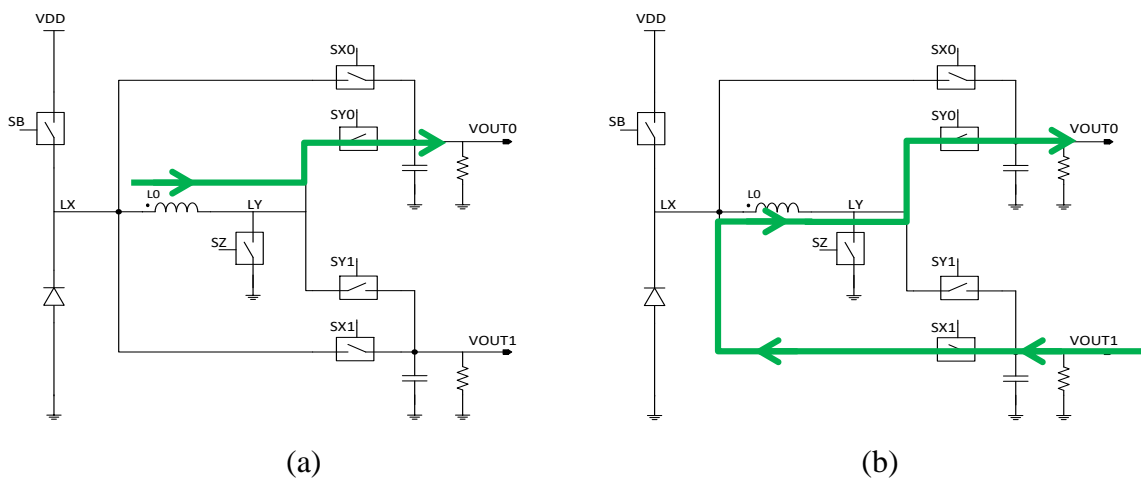 VDD
SX0
SY0
SB
VOUT0
LX
L0
LY
SZ
SY1
SX1
VOUT1
(a)
VDD
SX0
SY0
SB
VOUT0
LX
L0
LY
SZ
SY1
SX1
VOUT1
(b)